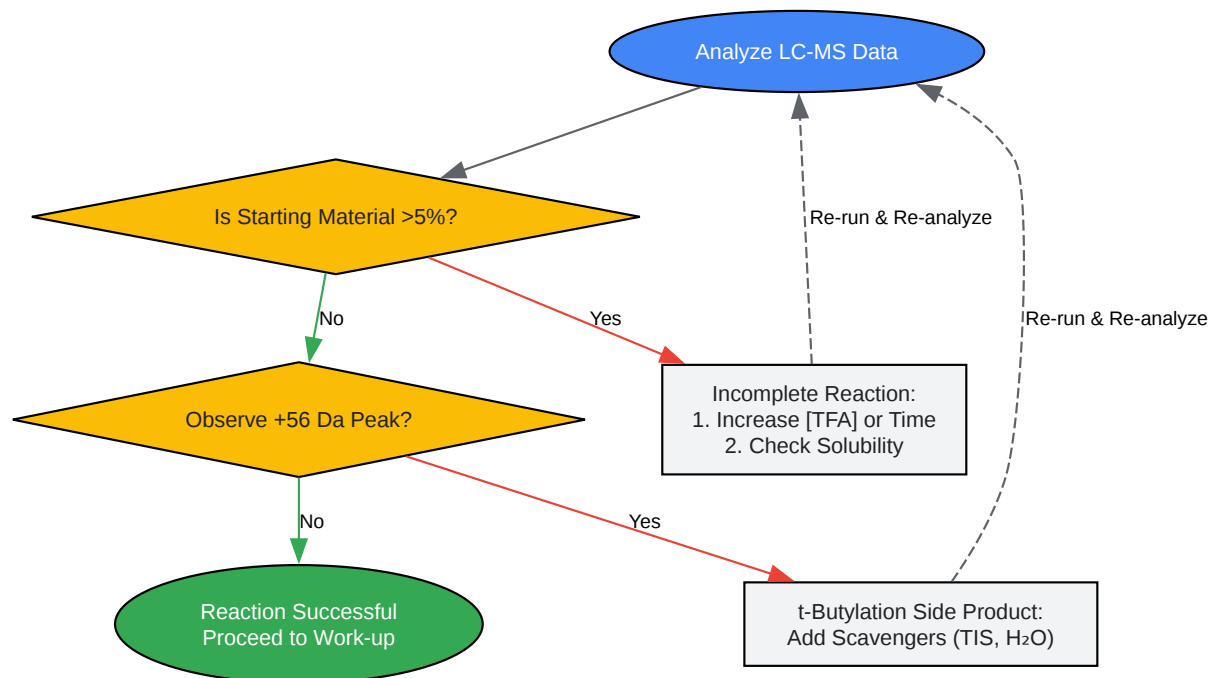 Analyze LC-MS Data
Is Starting Material >5%?
Re-run & Re-analyze
No
Yes
Re-run & Re-analyze
Incomplete Reaction:
1. Increase [TFA] or Time
2. Check Solubility
Observe +56 Da Peak?
No
Yes
Reaction Successful
Proceed to Work-up
t-Butylation Side Product:
Add Scavengers (TIS, H₂O)